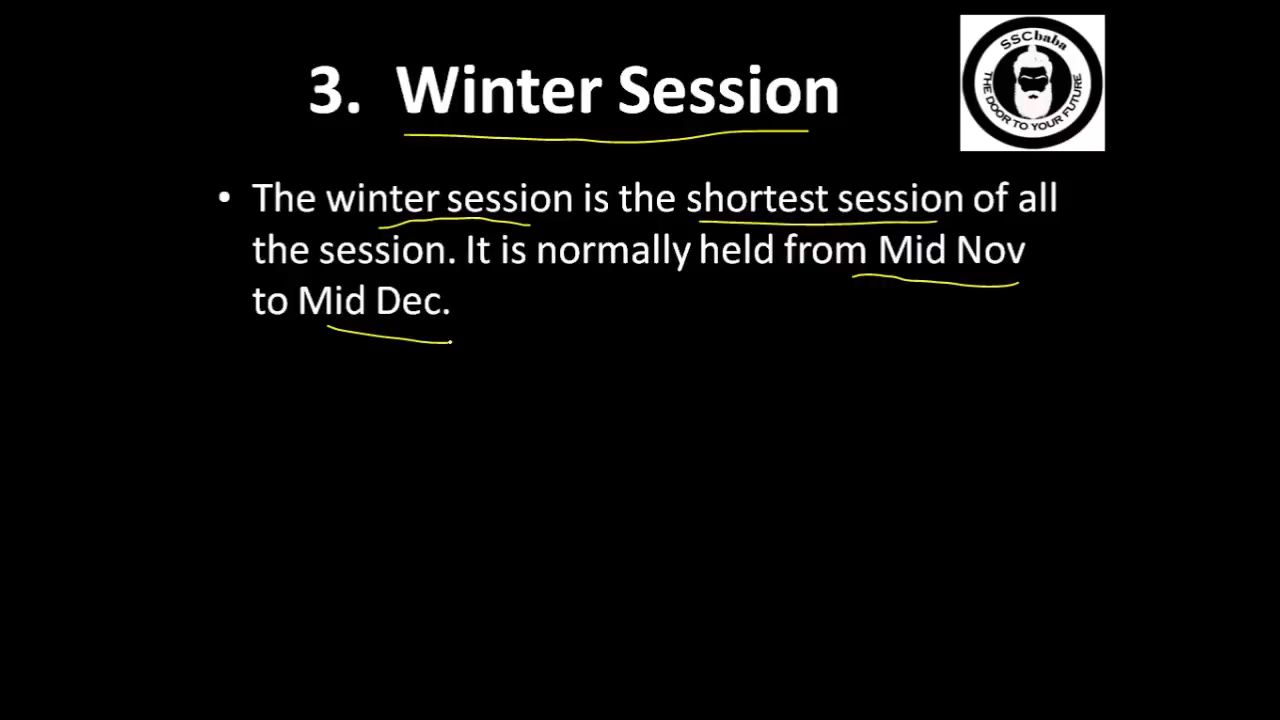 SSCbaba
THE DOOR TO YOUR FUTURE
3. Winter Session
• The winter session is the shortest session of all
the session. It is normally held from Mid Nov
to Mid Dec.